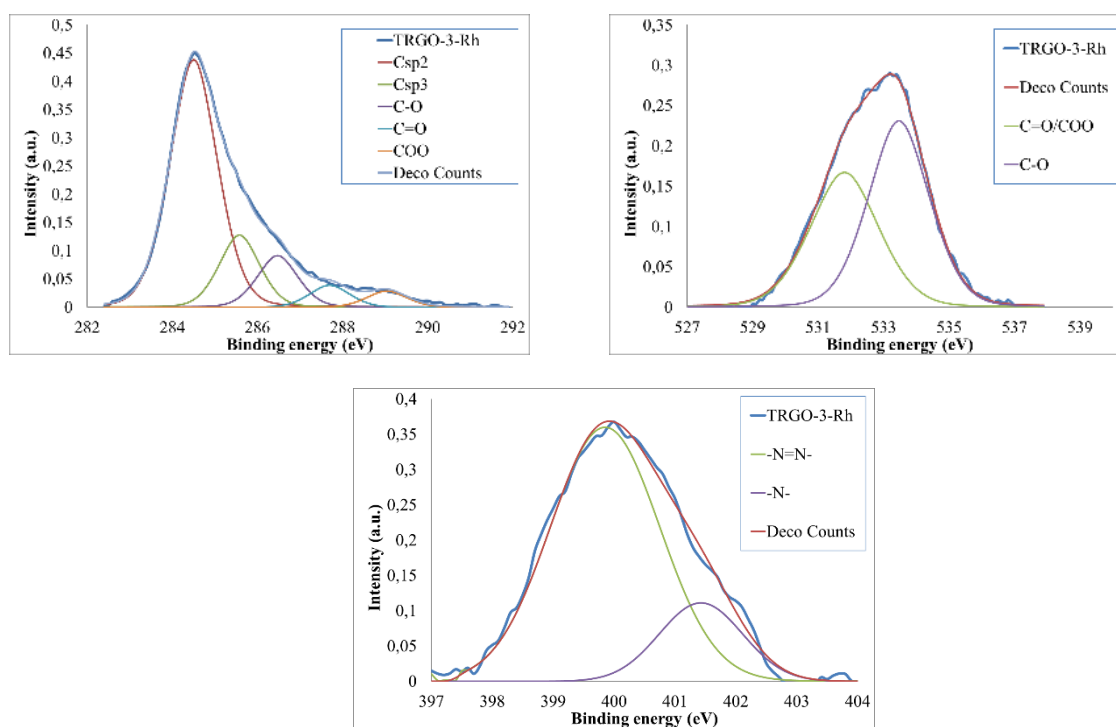 0,5
0,45
0,4
0,35
0,3
0,25
0,2
0,15
0,1
0,05
0
Intensity (a.u.)
282 284 286 288 290 292
Binding energy (eV)
TRGO-3-Rh
Csp2
Csp3
C-O
C=O
COO
Deco Counts
0,35
0,3
0,25
0,2
0,15
0,1
0,05
0
Intensity (a.u.)
527 529 531 533 535 537 539
Binding energy (eV)
TRGO-3-Rh
Deco Counts
C=O/COO
C-O
0,4
0,35
0,3
0,25
0,2
0,15
0,1
0,05
0
Intensity (a.u.)
397 398 399 400 401 402 403 404
Binding energy (eV)
TRGO-3-Rh
-N=N-
-N-
Deco Counts